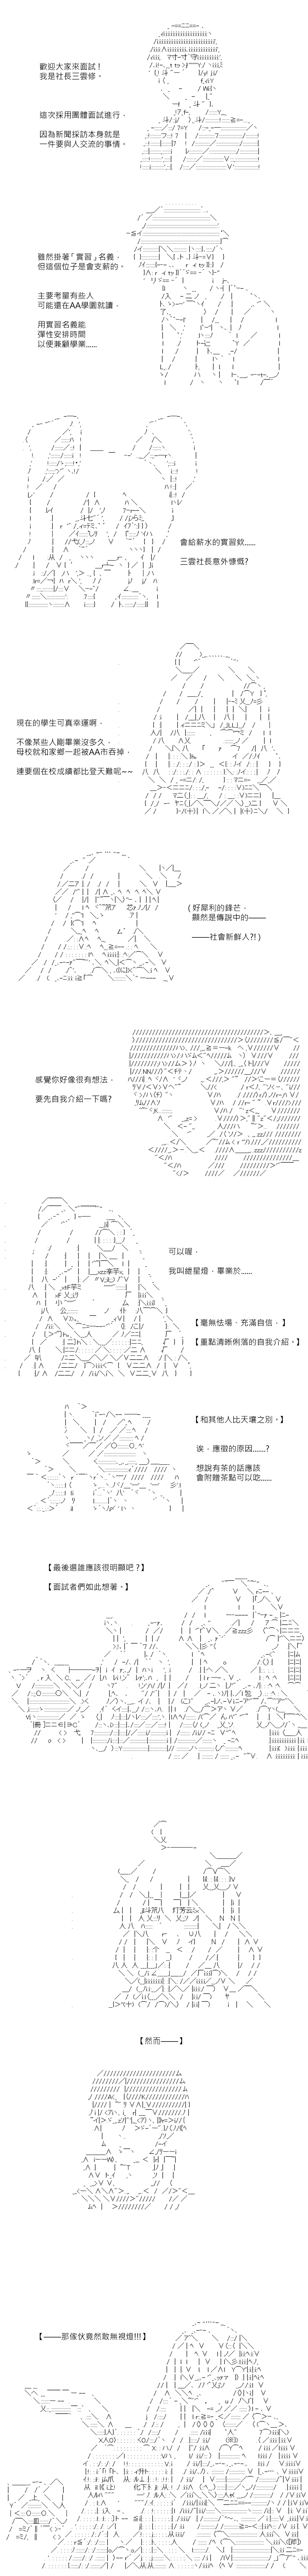 歡迎大家來面試！
我是社長三雲修。
這次採用團體面試進行，
因為新聞採訪本身就是
一件要與人交流的事情。
雖然掛著「實習」名義，
但這個位子是會支薪的。
主要考量有些人
可能還在AA學園就讀，
用實習名義能
彈性安排時間
以便兼顧學業……
會給薪水的實習欸……
三雲社長意外慷慨？
現在的學生可真幸運啊，
不像某些人剛畢業沒多久，
母校就和家鄉一起被AA市吞掉，
連要個在校成績都比登天難呢~~
（好犀利的鋒芒，
顯然是傳說中的——
——社會新鮮人?!）
感覺你好像很有想法，
要先自我介紹一下嗎?
可以喔，
我叫紲星燈，畢業於……
【毫無怯場、充滿自信，】
【重點清晰俐落的自我介紹。】
【和其他人比天壤之別。】
诶，應徵的原因……?
想說有茶的話應該
會附贈茶點可以吃……
【最後選誰應該很明顯吧？】
【面試者們如此想著。】
【然而——】
【——那傢伙竟然敢無視燈!!!】